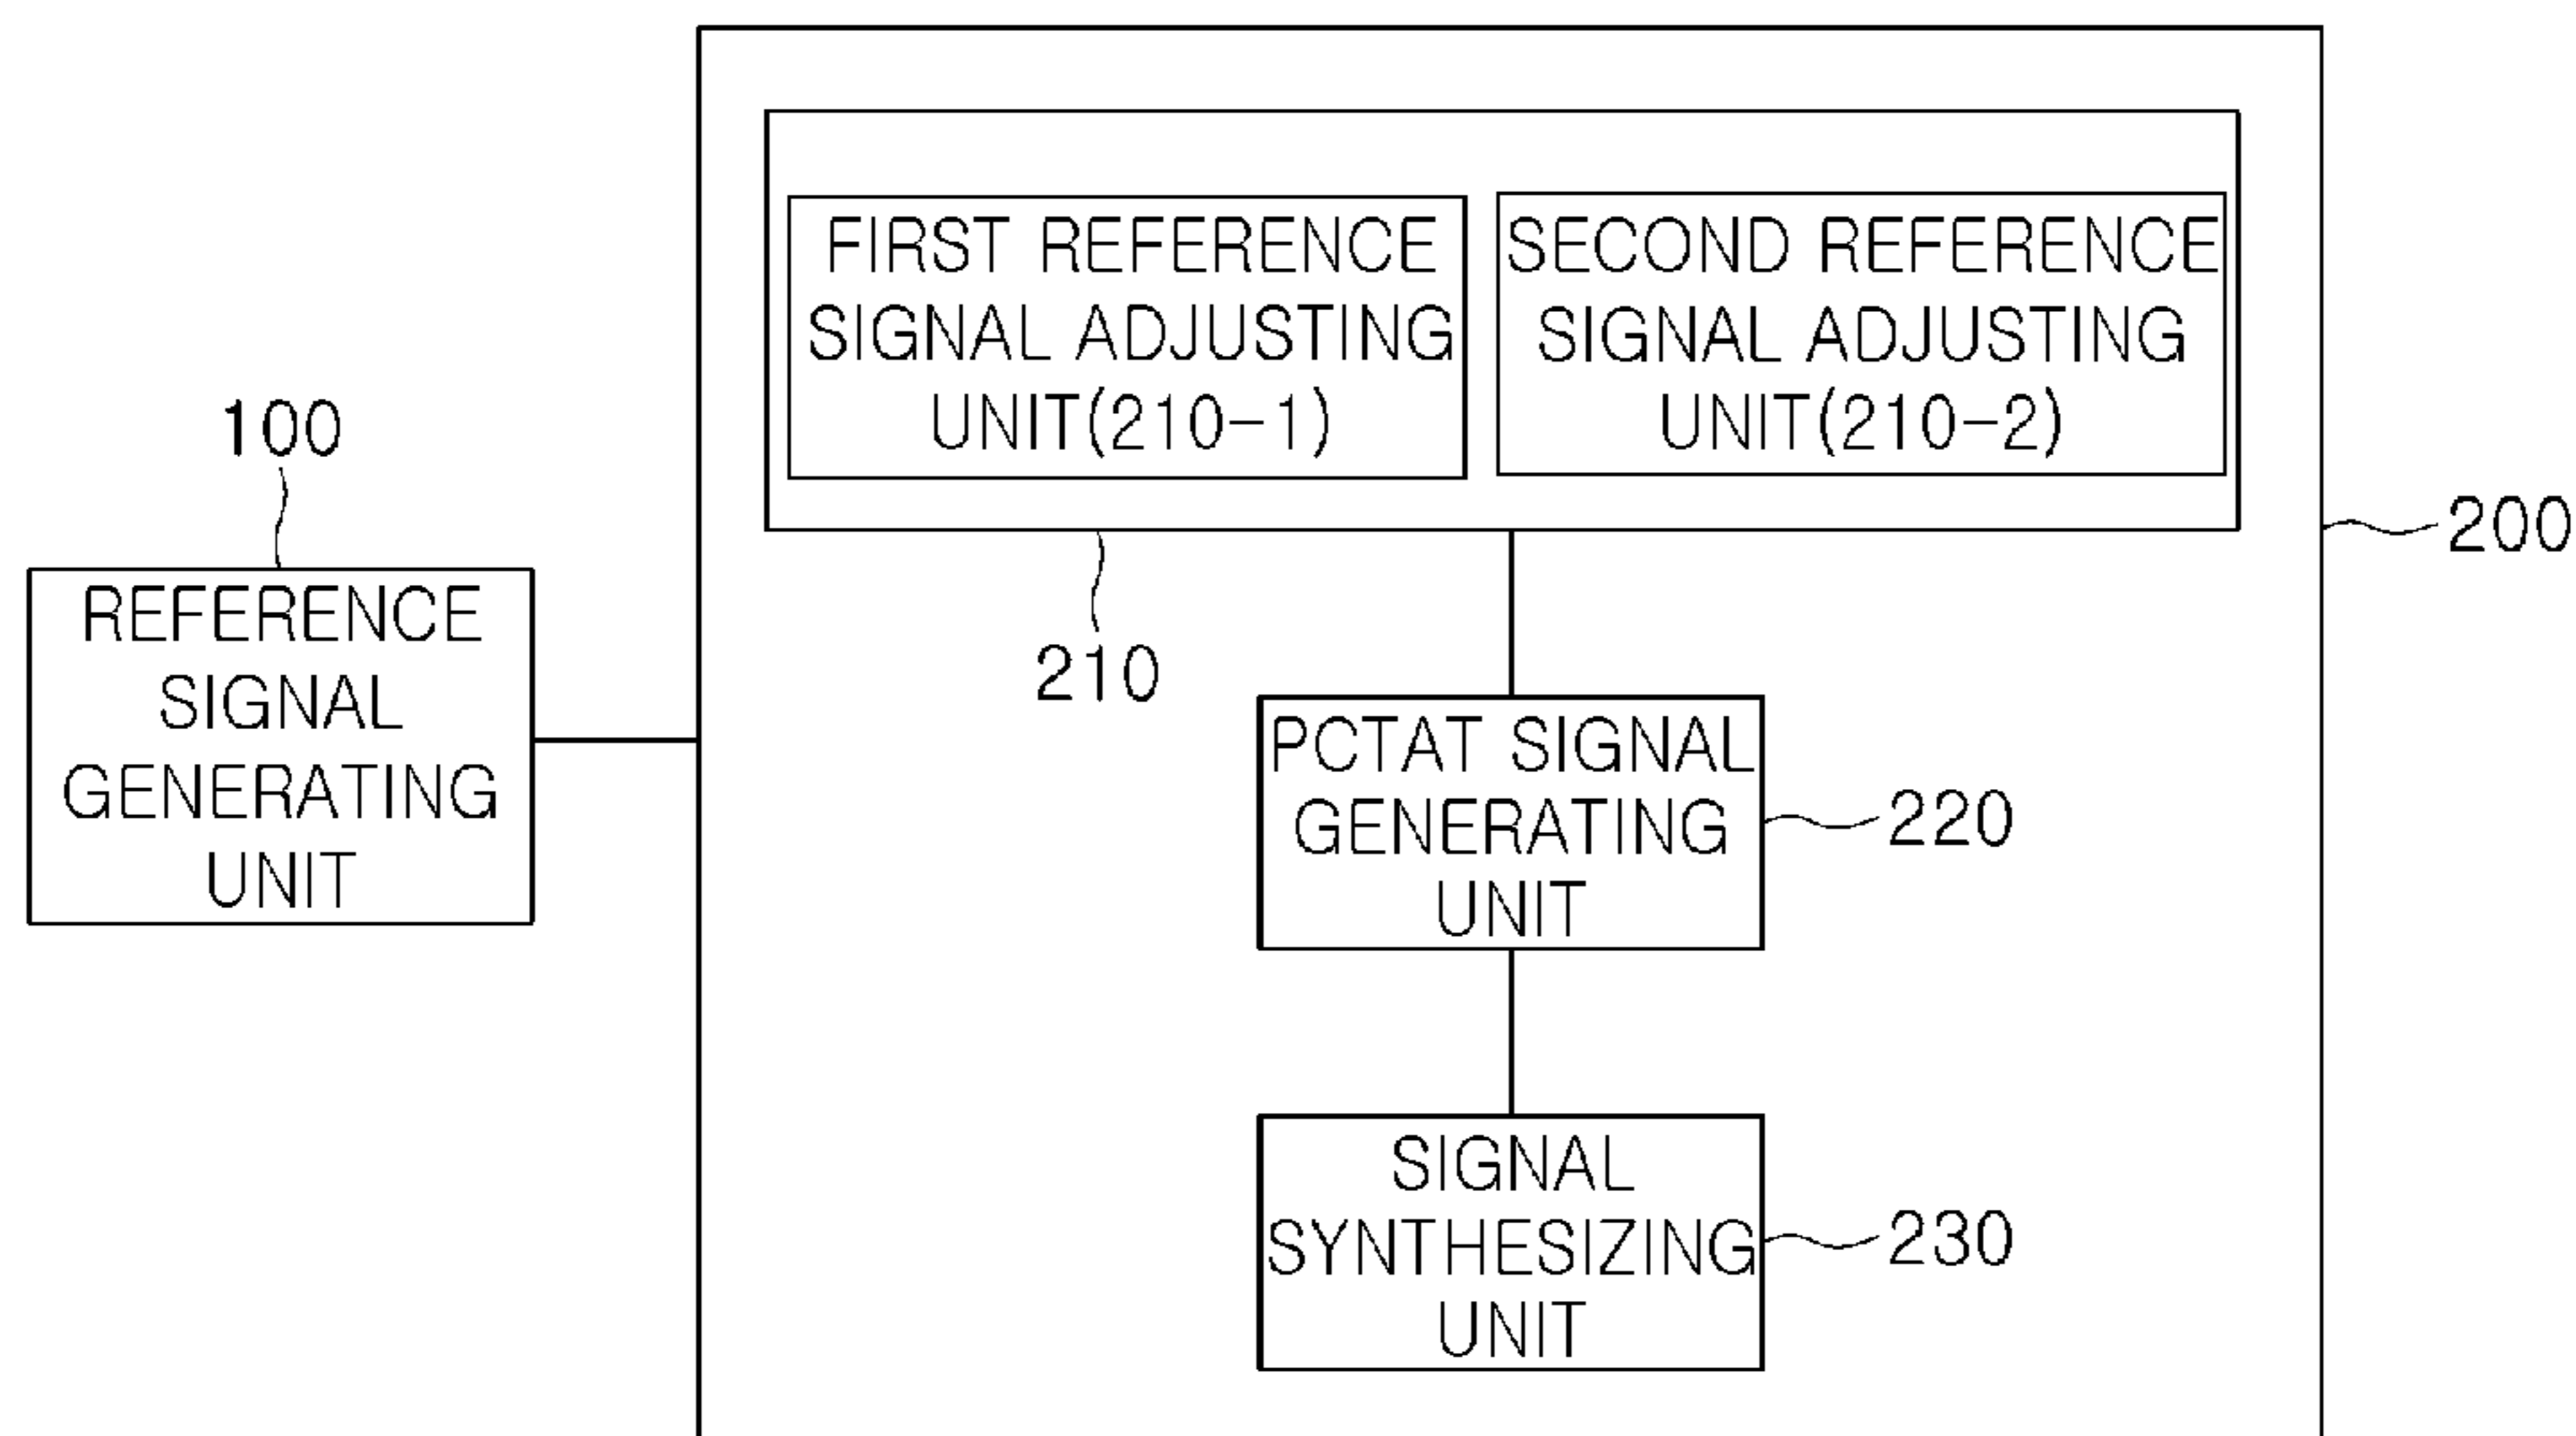 FIRST REFERENCE
SIGNAL ADJUSTING
UNIT(210-1)
SECOND REFERENCE
SIGNAL ADJUSTING
UNIT(210-2)
100
200
REFERENCE
SIGNAL
GENERATING
UNIT
210
PCTAT SIGNAL
GENERATING
UNIT
220
SIGNAL
SYNTHESIZING
UNIT
230